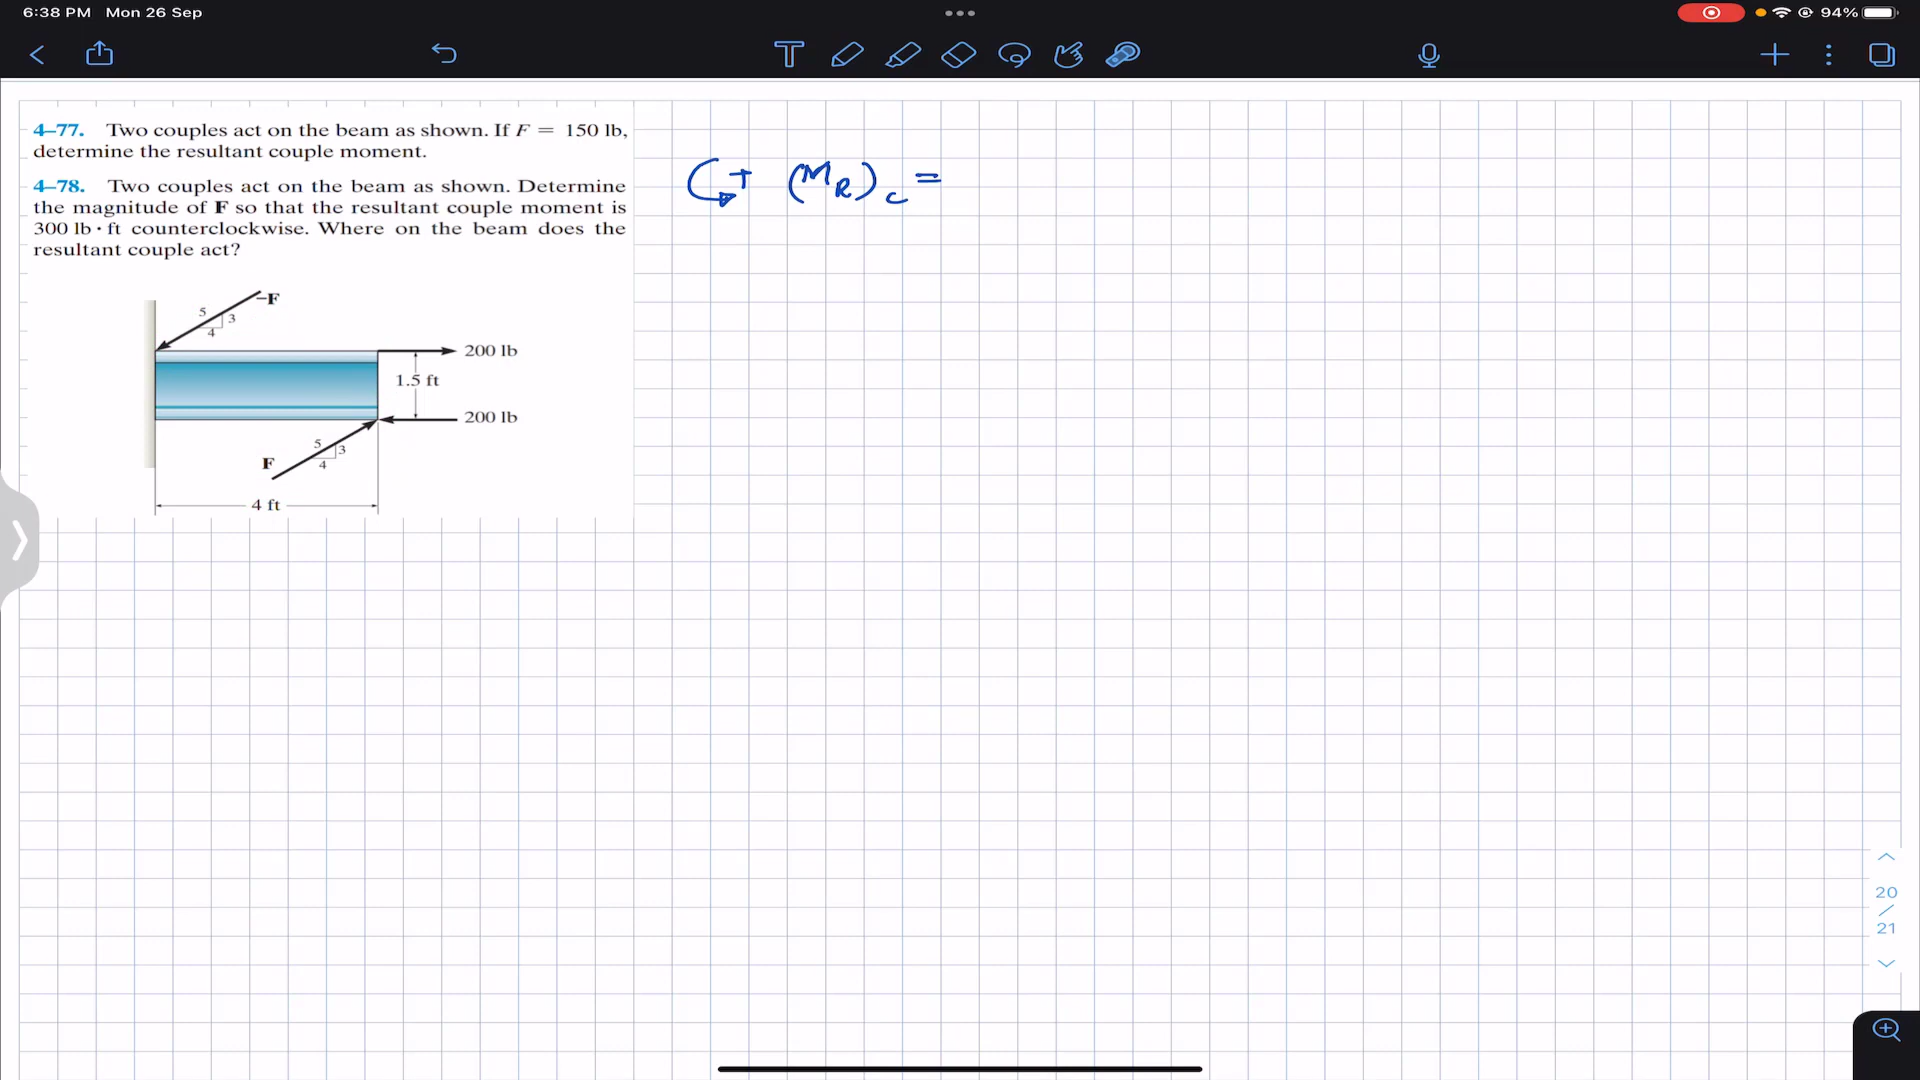 6:38 PM Mon 26 Sep
94%
4–77. Two couples act on the beam as shown. If F = 150 lb,
determine the resultant couple moment.
4–78. Two couples act on the beam as shown. Determine
the magnitude of F so that the resultant couple moment is
300 lb · ft counterclockwise. Where on the beam does the
resultant couple act?
+ (MR)c =
–F
5
3
4
200 lb
1.5 ft
200 lb
5
3
4
F
4 ft
20
/
21